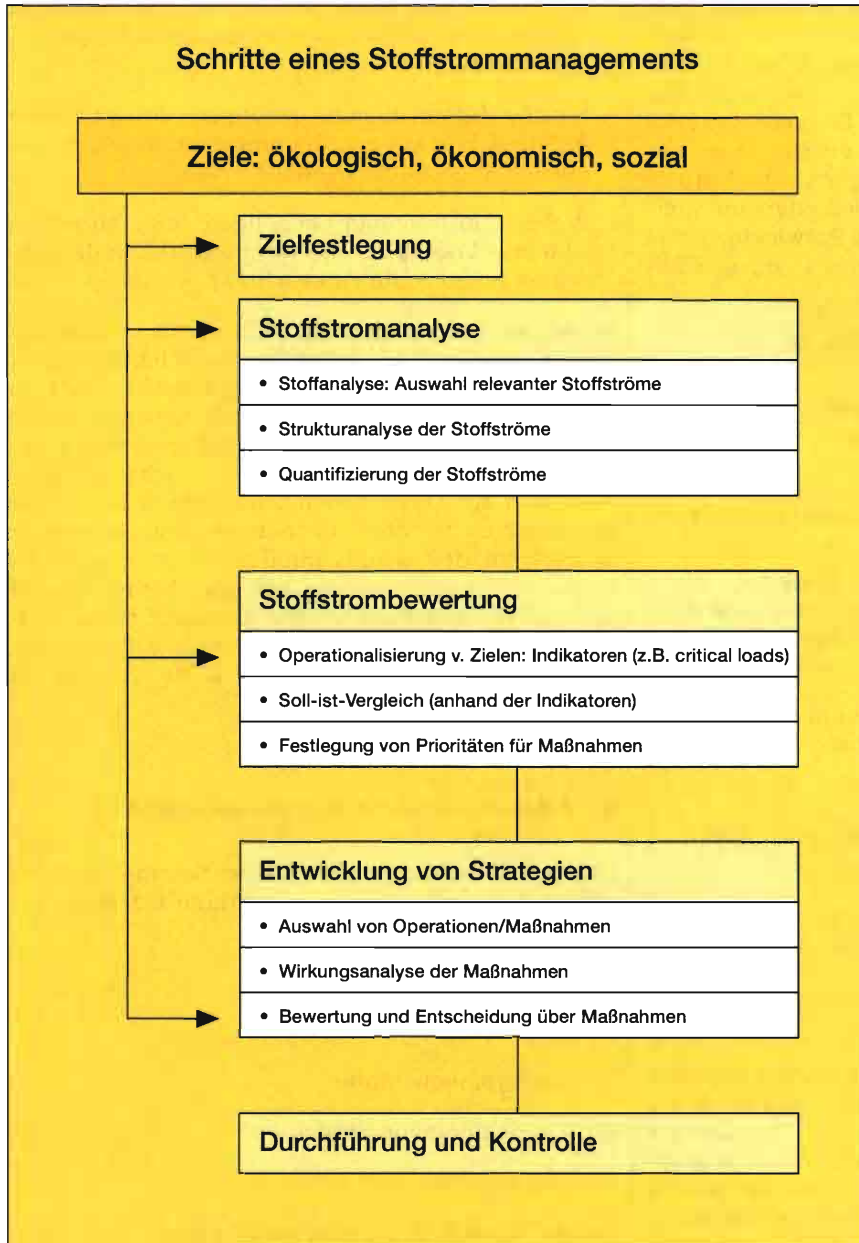 Schritte eines Stoffstrommanagements
Ziele: ökologisch, ökonomisch, sozial
Zielfestlegung
Stoffstromanalyse
• Stoffanalyse: Auswahl relevanter Stoffströme
• Strukturanalyse der Stoffströme
• Quantifizierung der Stoffströme
Stoffstrombewertung
• Operationalisierung v. Zielen: Indikatoren (z.B. critical loads)
• Soll-ist-Vergleich (anhand der Indikatoren)
• Festlegung von Prioritäten für Maßnahmen
Entwicklung von Strategien
• Auswahl von Operationen/Maßnahmen
• Wirkungsanalyse der Maßnahmen
• Bewertung und Entscheidung über Maßnahmen
Durchführung und Kontrolle